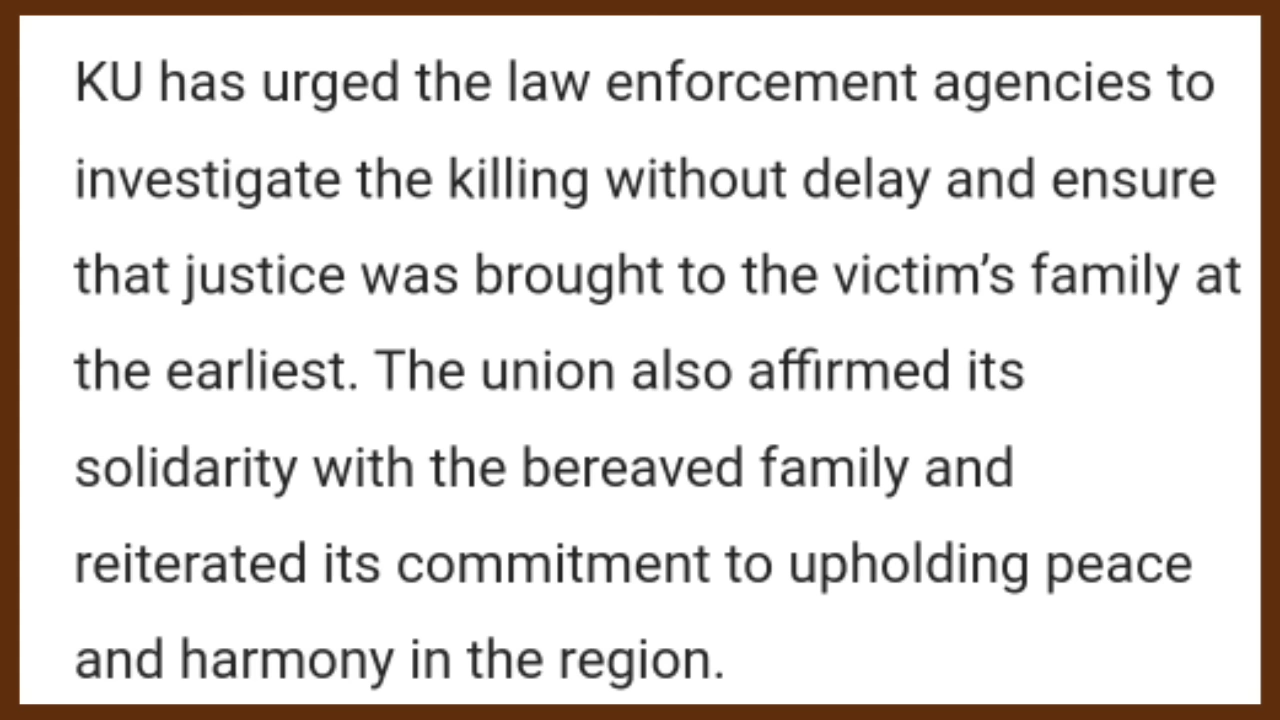 KU has urged the law enforcement agencies to
investigate the killing without delay and ensure
that justice was brought to the victim’s family at
the earliest. The union also affirmed its
solidarity with the bereaved family and
reiterated its commitment to upholding peace
and harmony in the region.